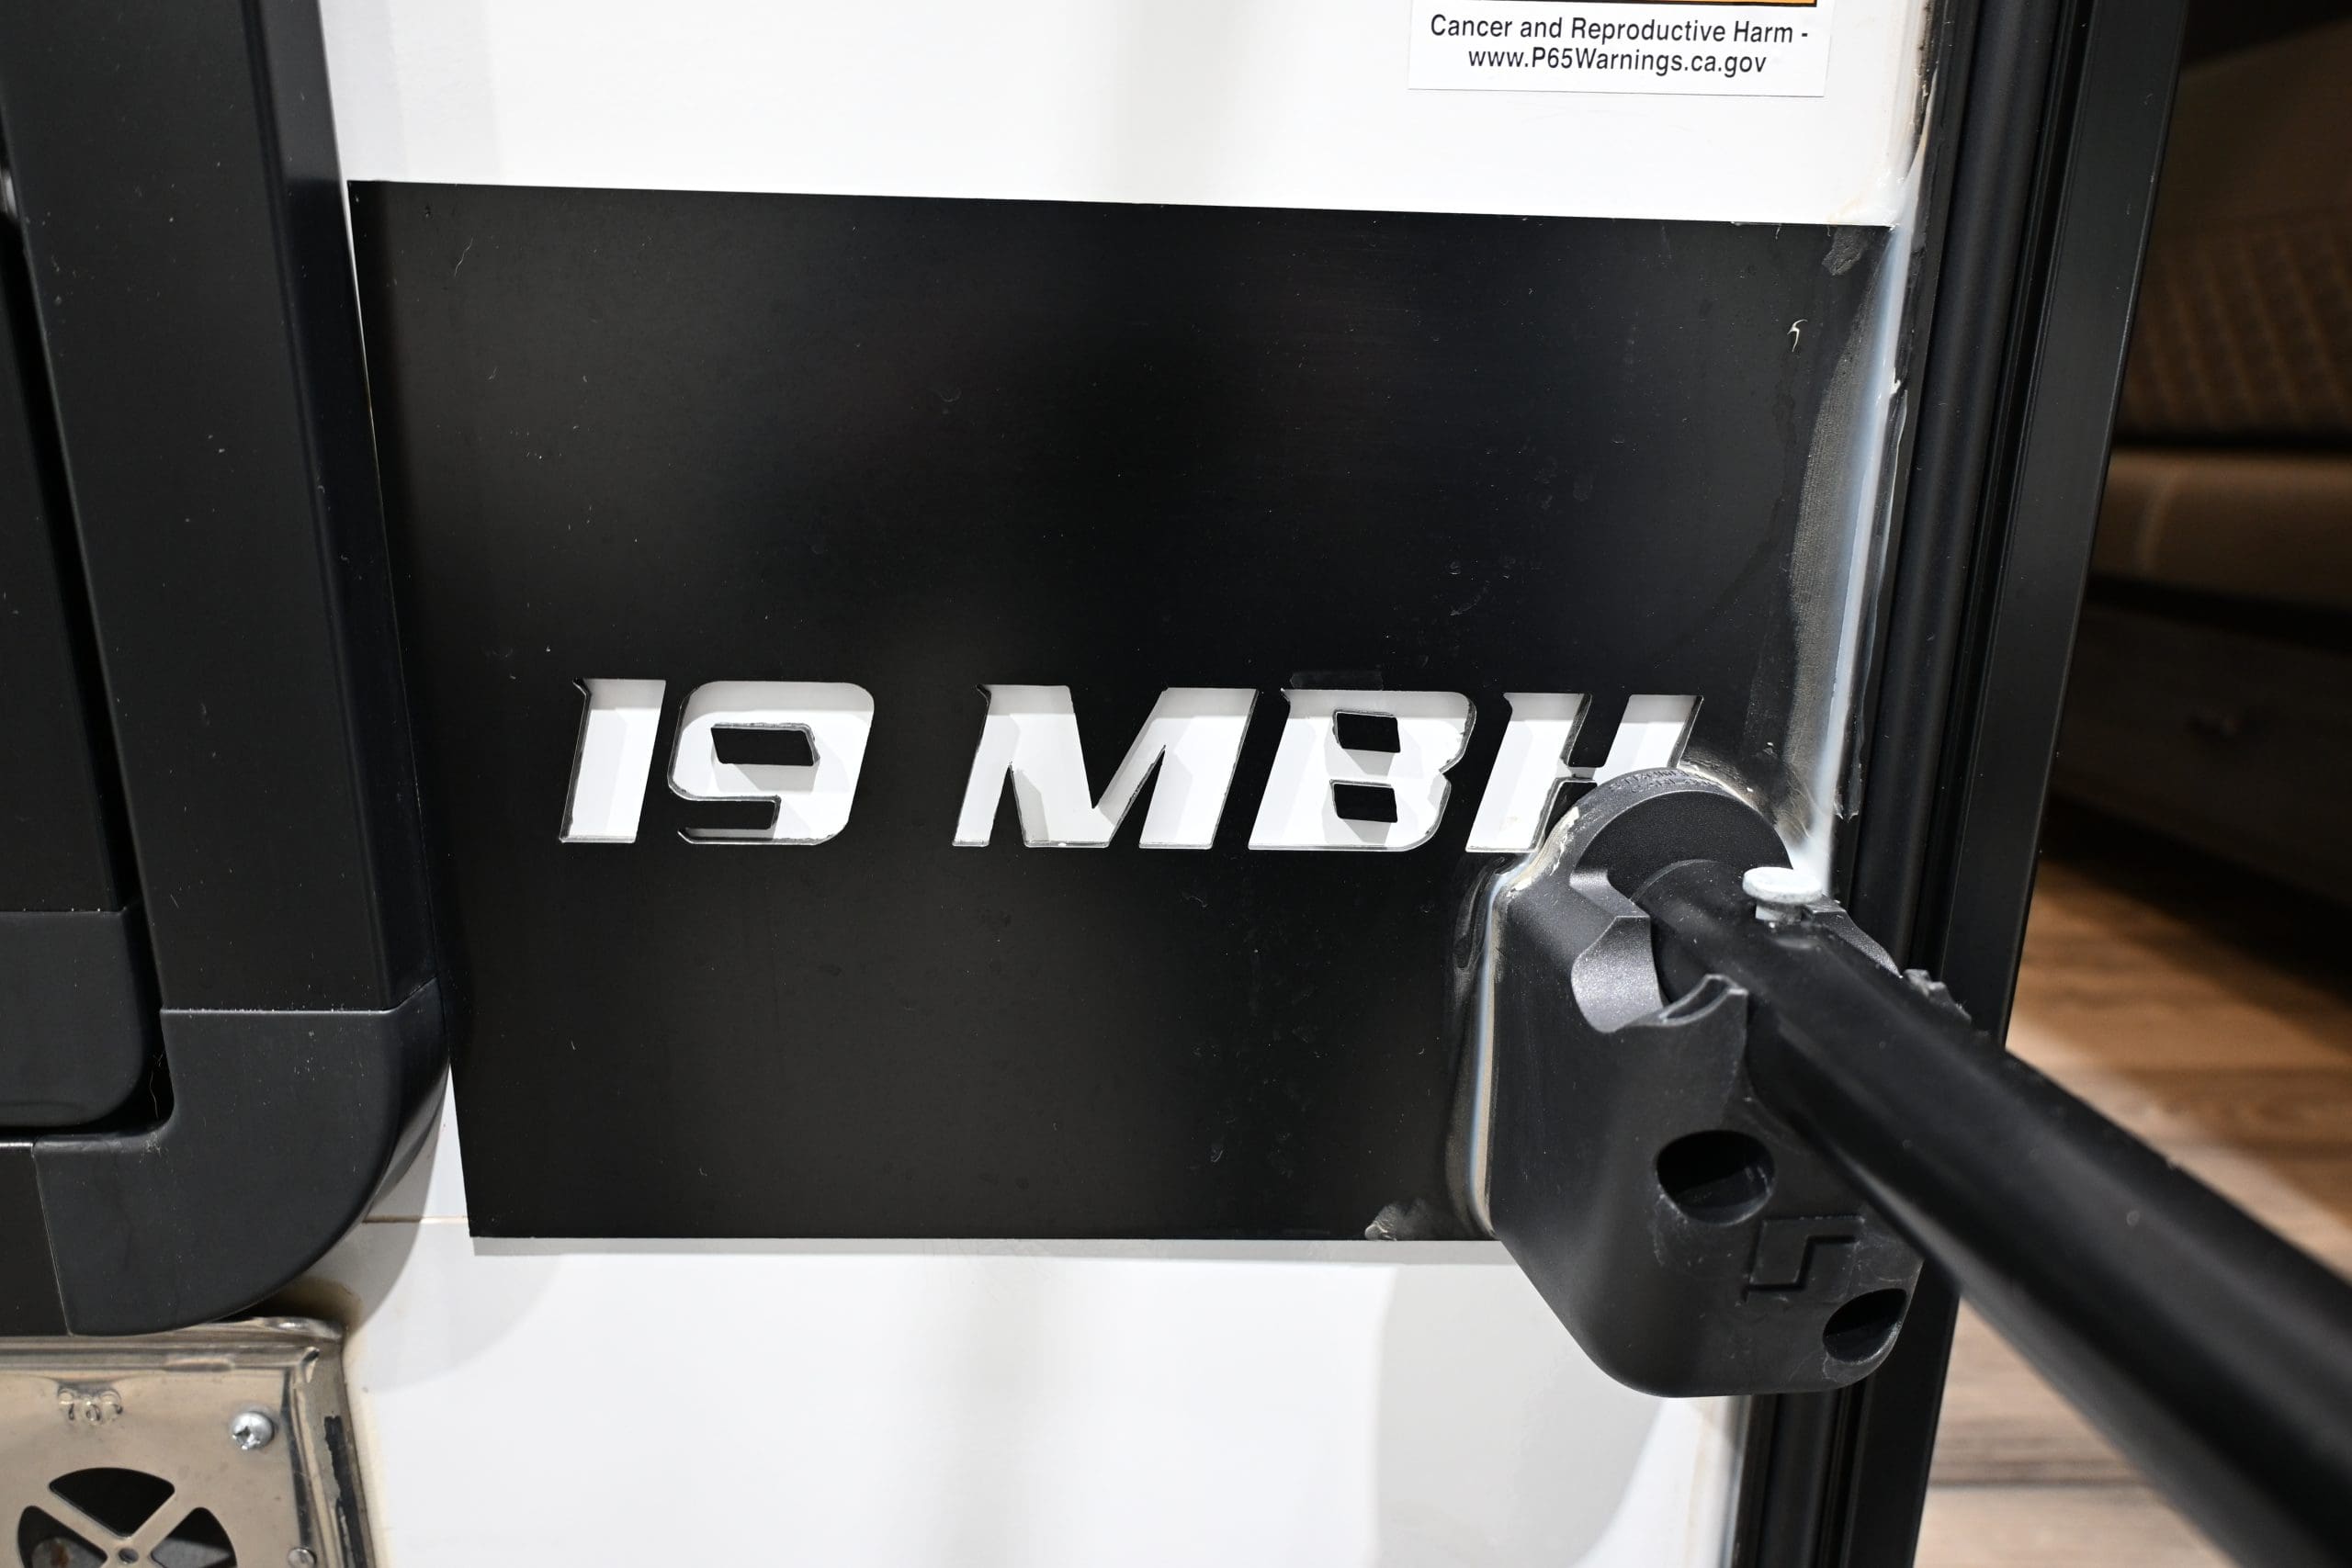 Cancer and Reproductive Harm -
www.P65Warnings.ca.gov
19 MBH